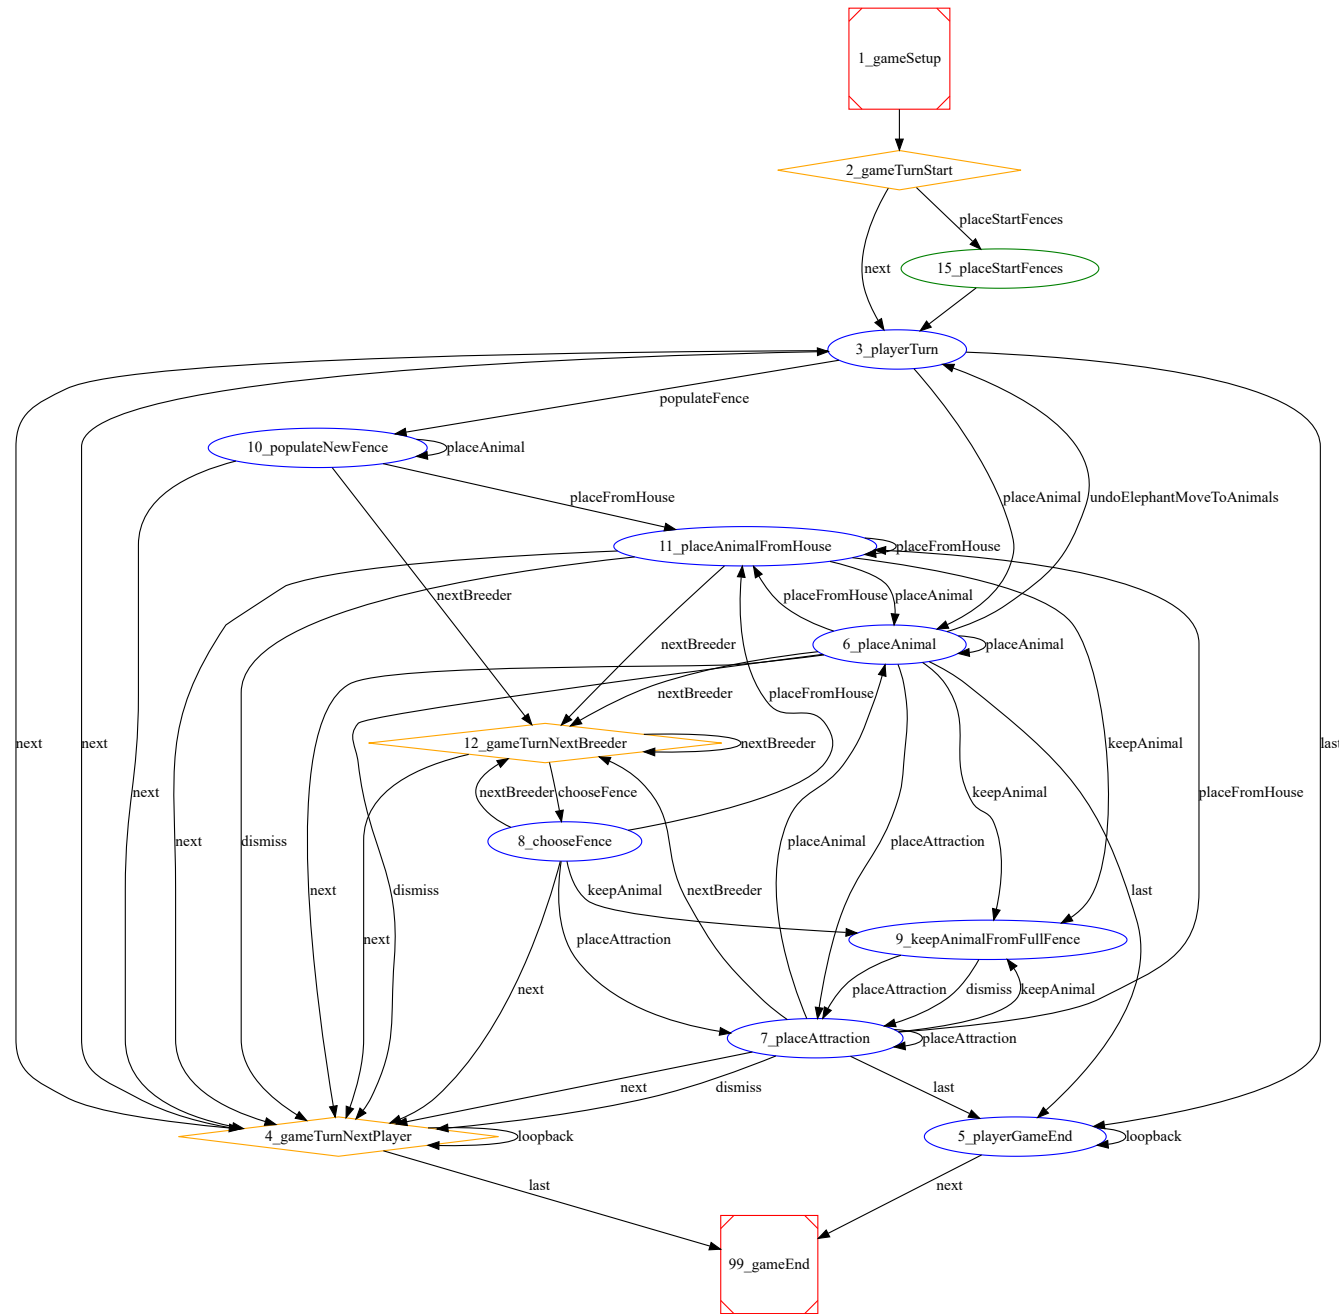 1_gameSetup
2_gameTurnStart
placeStartFences
next
15_placeStartFences
3_playerTurn
populateFence
10_populateNewFence
placeAnimal
placeFromHouse
placeAnimal
undoElephantMoveToAnimals
11_placeAnimalFromHouse
placeFromHouse
nextBreeder
placeFromHouse
placeAnimal
nextBreeder
6_placeAnimal
placeAnimal
nextBreeder
placeFromHouse
12_gameTurnNextBreeder
nextBreeder
next
next
keepAnimal
last
nextBreeder
chooseFence
keepAnimal
next
placeFromHouse
next
dismiss
8_chooseFence
placeAnimal
placeAttraction
next
dismiss
keepAnimal
nextBreeder
last
next
placeAttraction
9_keepAnimalFromFullFence
next
placeAttraction
dismiss
keepAnimal
7_placeAttraction
placeAttraction
next
dismiss
last
4_gameTurnNextPlayer
loopback
5_playerGameEnd
loopback
last
next
99_gameEnd